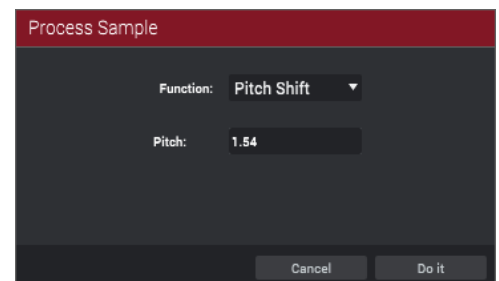 Process Sample
Function: Pitch Shift
Pitch: 1.54
Cancel Do it